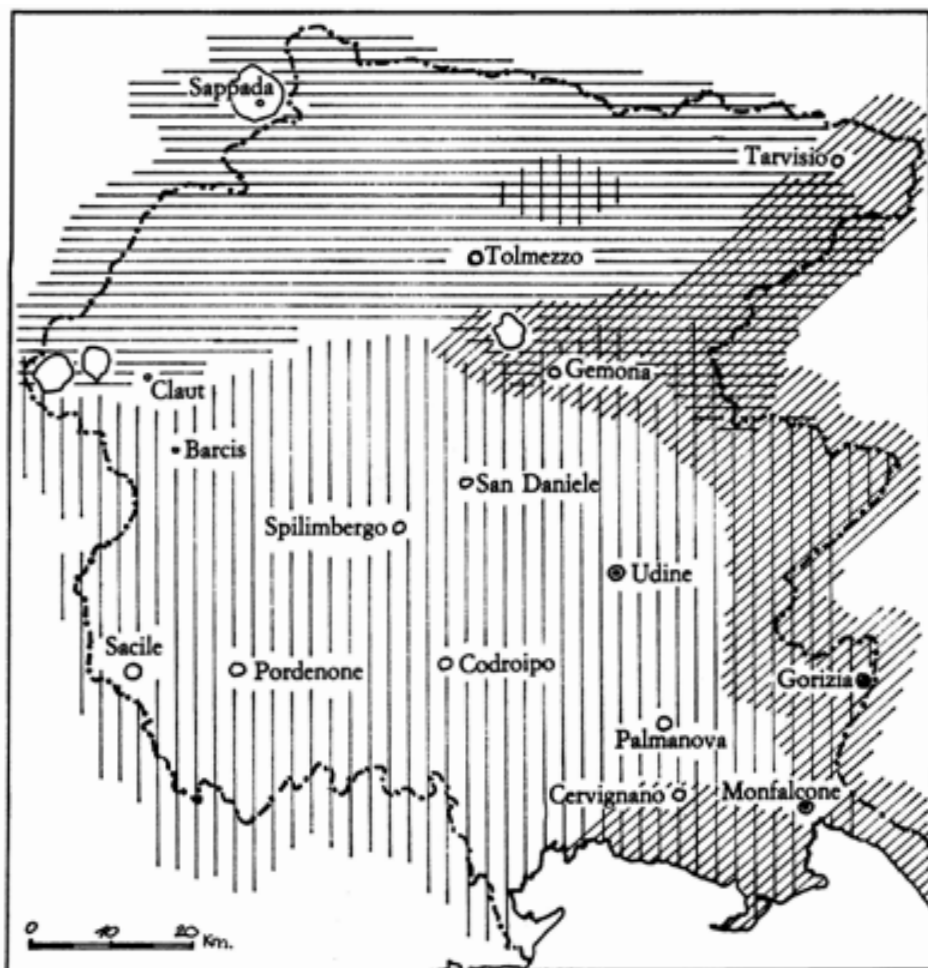 Sappada
Tarvisio
Tolmezzo
Gemona
Claut
Barcis
San Daniele
Spilimbergo
Udine
Sacile
Pordenone
Codroipo
Gorizia
Palmanova
Cervignano
Monfalcone
0 10 20 Km.